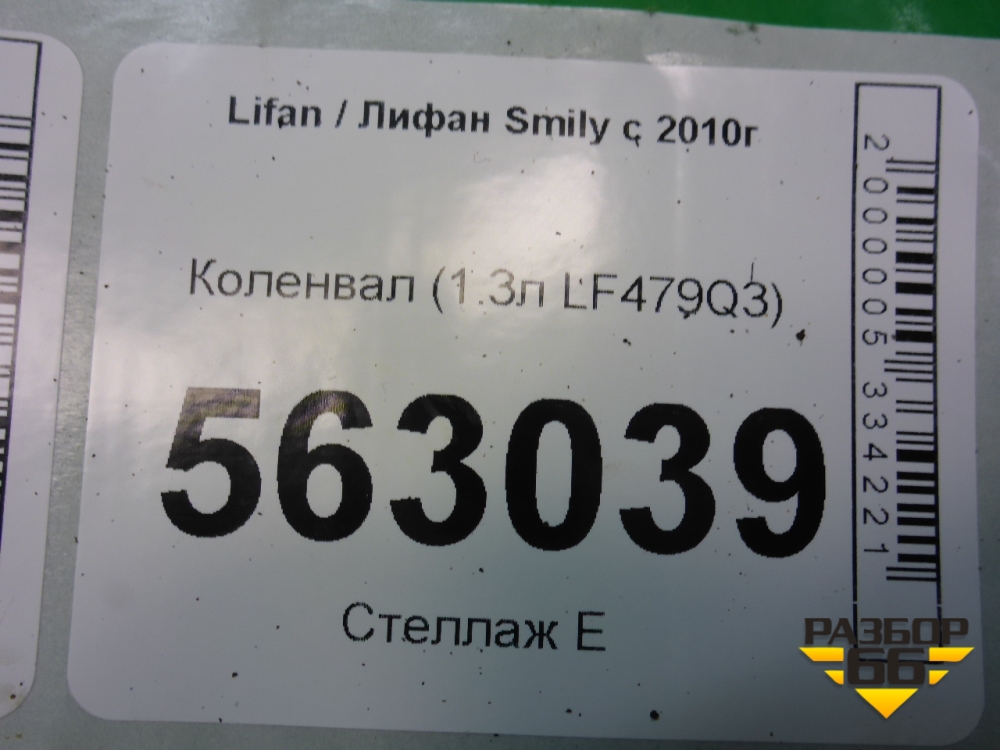 Lifan / Лифан Smily с 2010г
Коленвал (1.3л LF479Q3)
563039
Стеллаж Е
2000005334221
РАЗБОР
66